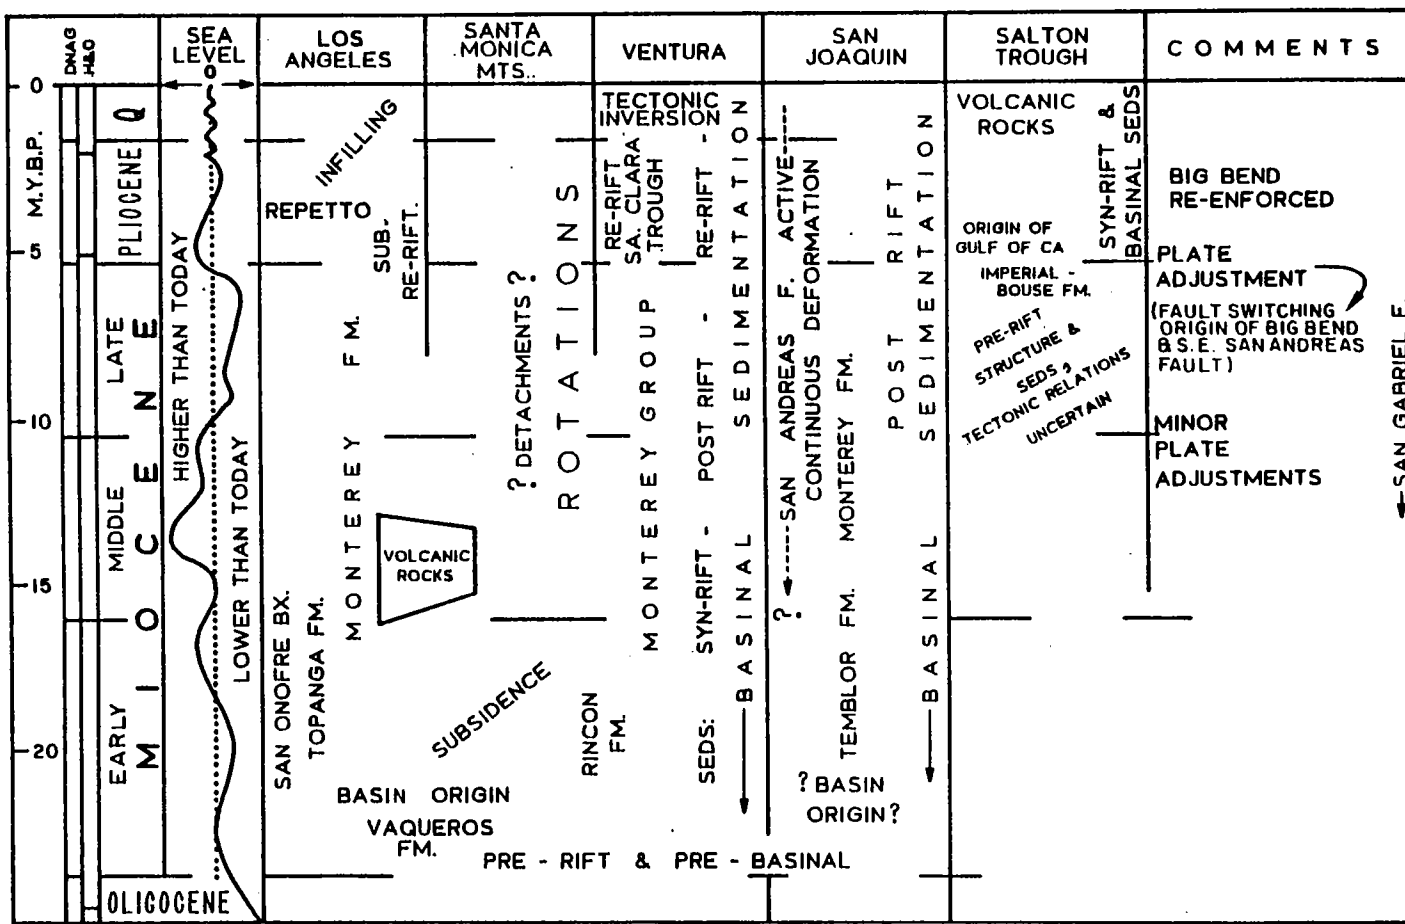 DNAG
H&O
SEA
LEVEL
0
LOS
ANGELES
SANTA
MONICA
MTS..
VENTURA
SAN
JOAQUIN
SALTON
TROUGH
COMMENTS
M.Y.B.P.
0
5
10
15
20
Q
PLIOCENE
MIOCENE
LATE
MIDDLE
EARLY
OLIGOCENE
HIGHER THAN TODAY
LOWER THAN TODAY
INFILLING
REPETTO
SUB-
RE-RIFT.
MONTEREY FM.
VOLCANIC
ROCKS
SAN ONOFRE BX.
TOPANGA FM.
BASIN ORIGIN
VAQUEROS
FM.
SUBSIDENCE
? DETACHMENTS ?
ROTATIONS
TECTONIC
INVERSION
RE-RIFT
SA. CLARA
TROUGH
MONTEREY GROUP
RINCON
FM.
SEDS: SYN-RIFT - POST RIFT - RE-RIFT -
BASINAL SEDIMENTATION
PRE - RIFT & PRE - BASINAL
? SAN ANDREAS F. ACTIVE
CONTINUOUS DEFORMATION
TEMBLOR FM. MONTEREY FM.
? BASIN
ORIGIN ?
POST RIFT
BASINAL SEDIMENTATION
VOLCANIC
ROCKS
SYN-RIFT &
BASINAL SEDS
ORIGIN OF
GULF OF CA
IMPERIAL -
BOUSE FM.
PRE-RIFT
STRUCTURE &
SEDS,
TECTONIC RELATIONS
UNCERTAIN
BIG BEND
RE-ENFORCED
PLATE
ADJUSTMENT
(FAULT SWITCHING
ORIGIN OF BIG BEND
& S.E. SAN ANDREAS
FAULT)
MINOR
PLATE
ADJUSTMENTS
SAN GABRIEL F.